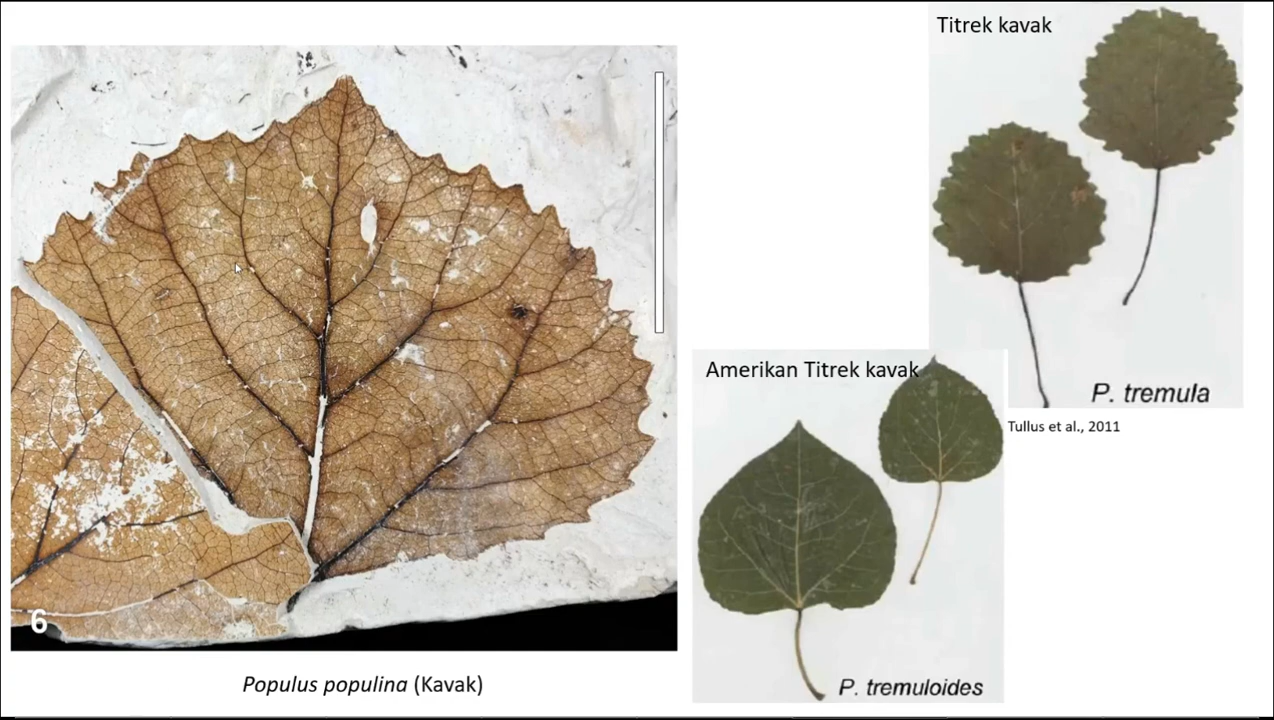 Titrek kavak
P. tremula
Tullus et al., 2011
Amerikan Titrek kavak
P. tremuloides
6
Populus populina (Kavak)